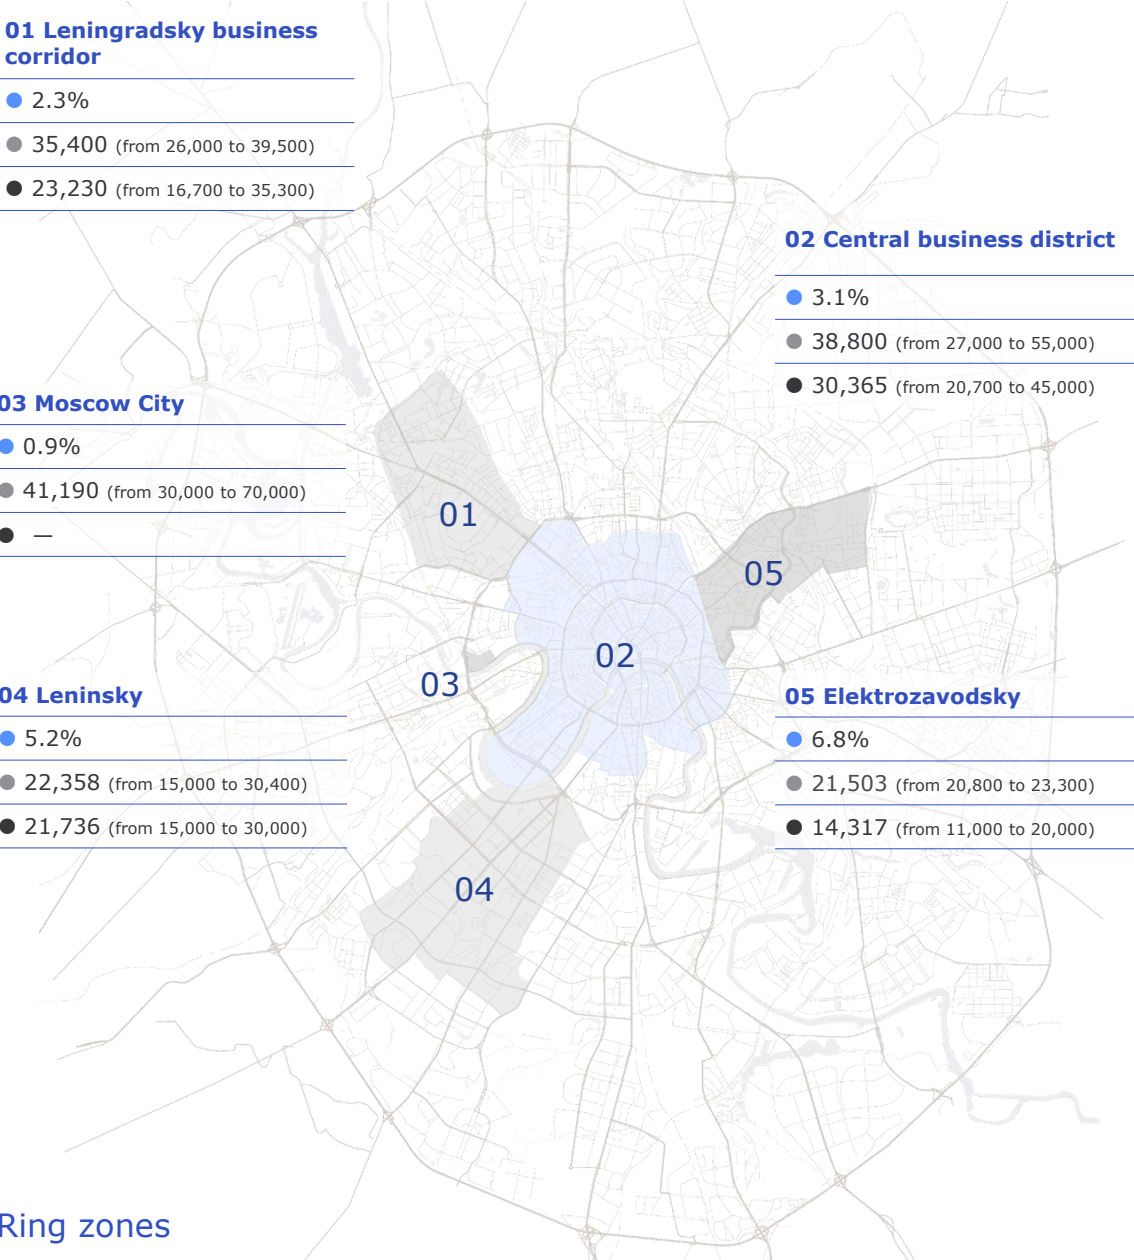 01 Leningradsky business
corridor
2.3%
35,400 (from 26,000 to 39,500)
23,230 (from 16,700 to 35,300)
02 Central business district
3.1%
38,800 (from 27,000 to 55,000)
30,365 (from 20,700 to 45,000)
03 Moscow City
0.9%
41,190 (from 30,000 to 70,000)
—
01
05
02
03
04 Leninsky
5.2%
22,358 (from 15,000 to 30,400)
21,736 (from 15,000 to 30,000)
05 Elektrozavodsky
6.8%
21,503 (from 20,800 to 23,300)
14,317 (from 11,000 to 20,000)
04
Ring zones